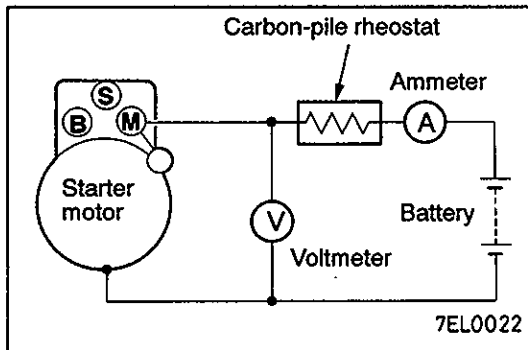 Carbon-pile rheostat
Ammeter
S
B M
A
Starter
motor
Battery
V
Voltmeter
7EL0022